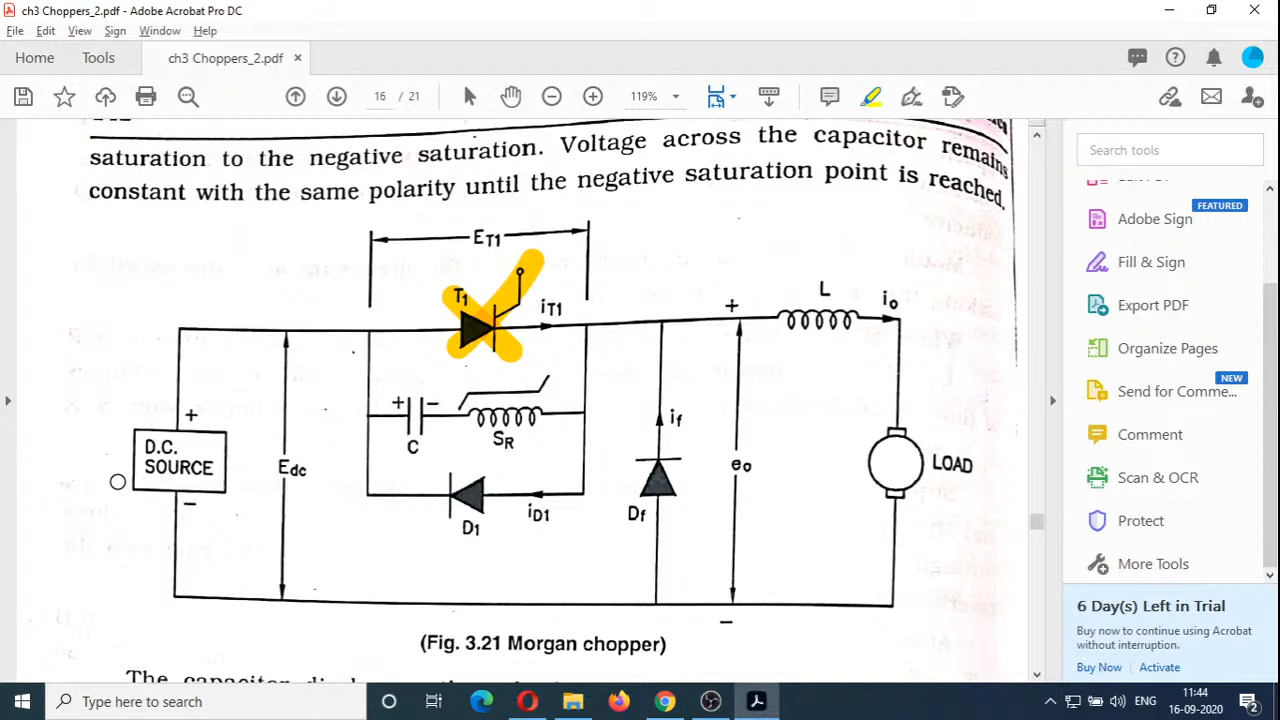 ch3 Choppers_2.pdf - Adobe Acrobat Pro DC
File Edit View Sign Window Help
Home Tools ch3 Choppers_2.pdf ×
16 / 21 119%
saturation to the negative saturation. Voltage across the capacitor remains
constant with the same polarity until the negative saturation point is reached.
ET1
T1
iT1
+ L io
+ D.C. SOURCE −
Edc
+ −
C
SR
D1
iD1
if
Df
eo
LOAD
−
(Fig. 3.21 Morgan chopper)
Search tools
Adobe Sign
FEATURED
Fill & Sign
Export PDF
Organize Pages
Send for Comme...
NEW
Comment
Scan & OCR
Protect
More Tools
6 Day(s) Left in Trial
Buy now to continue using Acrobat
without interruption.
Buy Now Activate
Type here to search
ENG
11:44
16-09-2020
2